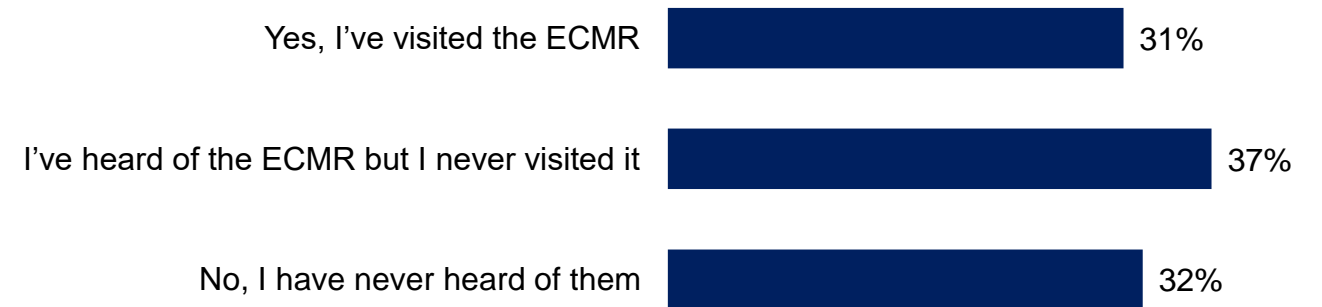 Yes, I’ve visited the ECMR 31%
I’ve heard of the ECMR but I never visited it 37%
No, I have never heard of them 32%